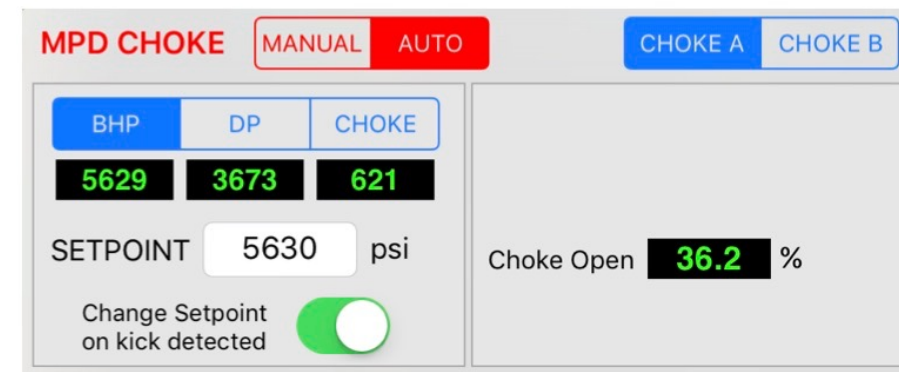 MPD CHOKE MANUAL AUTO CHOKE A CHOKE B
BHP DP CHOKE
5629 3673 621
SETPOINT 5630 psi
Choke Open 36.2 %
Change Setpoint
on kick detected